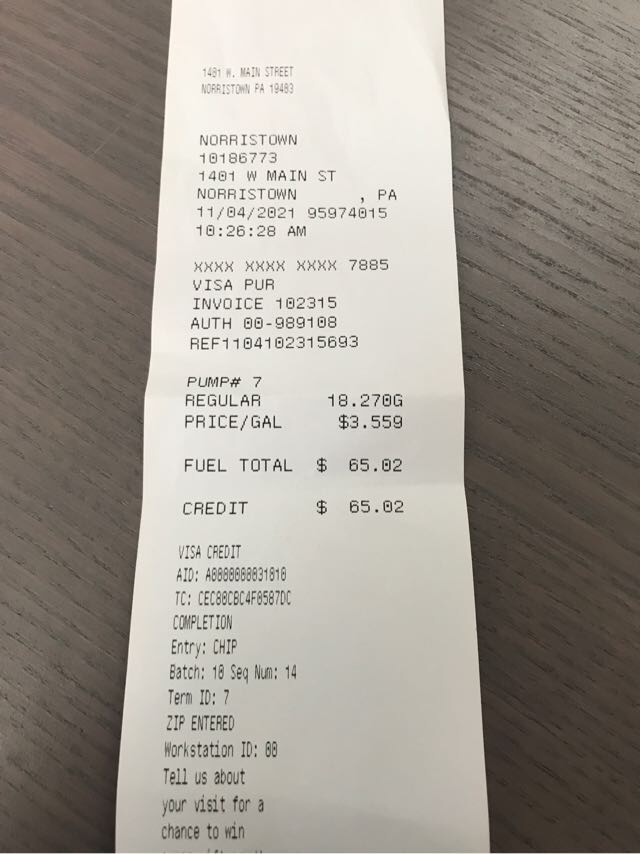 1401 W. MAIN STREET
NORRISTOWN PA 19403
NORRISTOWN
10186773
1401 W MAIN ST
NORRISTOWN , PA
11/04/2021 95974015
10:26:28 AM
XXXX XXXX XXXX 7885
VISA PUR
INVOICE 102315
AUTH 00-989108
REF1104102315693
PUMP# 7
REGULAR 18.270G
PRICE/GAL $3.559
FUEL TOTAL $ 65.02
CREDIT $ 65.02
VISA CREDIT
AID: A0000000031010
TC: CEC80CBC4F0587DC
COMPLETION
Entry: CHIP
Batch: 10 Seq Num: 14
Term ID: 7
ZIP ENTERED
Workstation ID: 00
Tell us about
your visit for a
chance to win